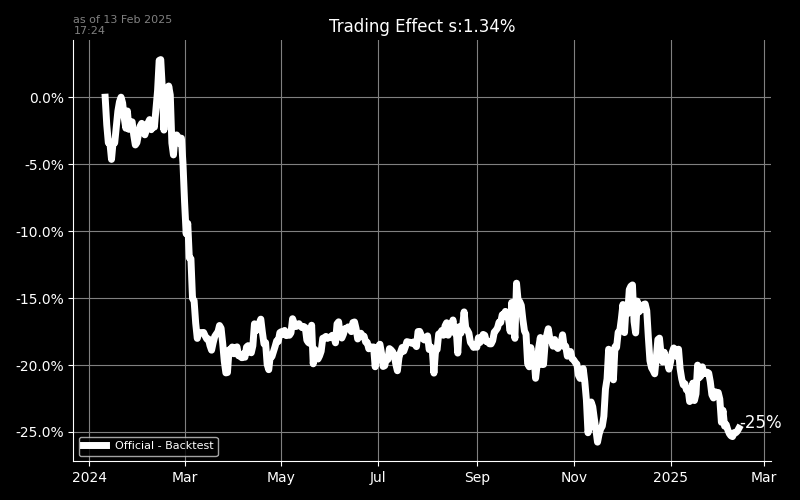 as of 13 Feb 2025
17:24
Trading Effect s:1.34%
0.0%
-5.0%
-10.0%
-15.0%
-20.0%
-25.0%
-25%
Official - Backtest
2024 Mar May Jul Sep Nov 2025 Mar